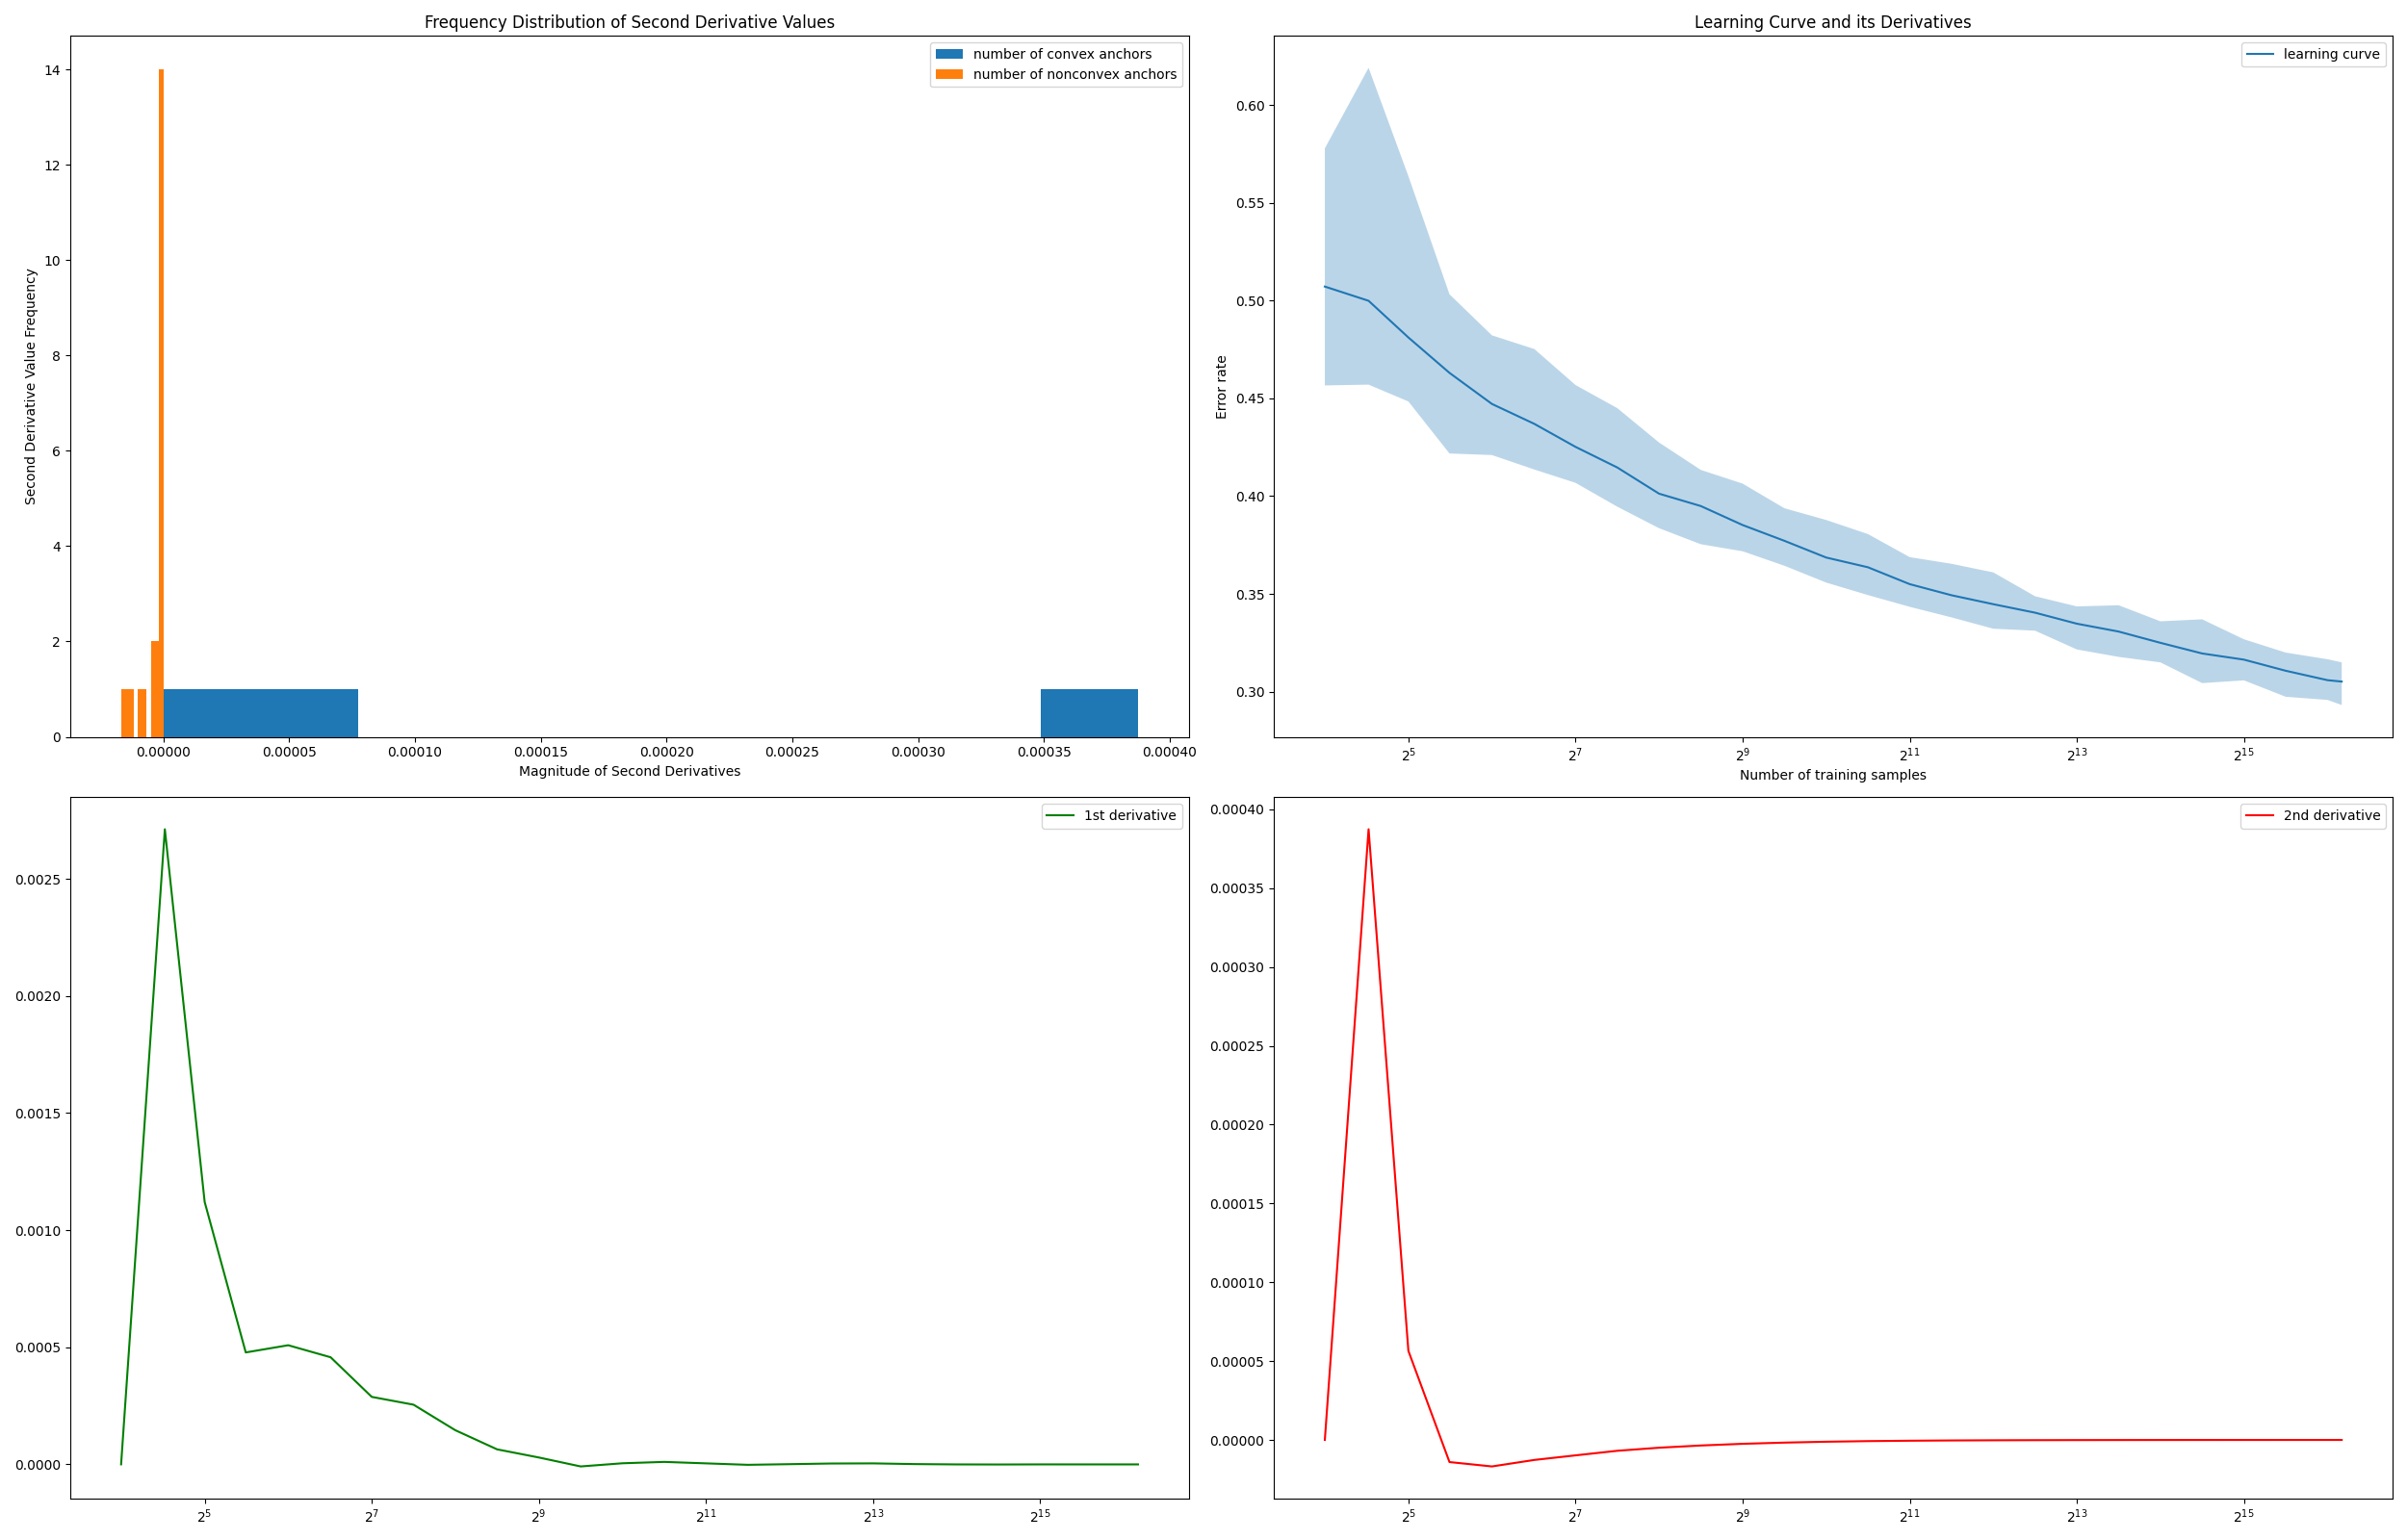 Frequency Distribution of Second Derivative Values
number of convex anchors
number of nonconvex anchors
Second Derivative Value Frequency
14
12
10
8
6
4
2
0
0.00000 0.00005 0.00010 0.00015 0.00020 0.00025 0.00030 0.00035 0.00040
Magnitude of Second Derivatives
Learning Curve and its Derivatives
learning curve
Error rate
0.60
0.55
0.50
0.45
0.40
0.35
0.30
2⁵ 2⁷ 2⁹ 2¹¹ 2¹³ 2¹⁵
Number of training samples
1st derivative
0.0025
0.0020
0.0015
0.0010
0.0005
0.0000
2⁵ 2⁷ 2⁹ 2¹¹ 2¹³ 2¹⁵
2nd derivative
0.00040
0.00035
0.00030
0.00025
0.00020
0.00015
0.00010
0.00005
0.00000
2⁵ 2⁷ 2⁹ 2¹¹ 2¹³ 2¹⁵